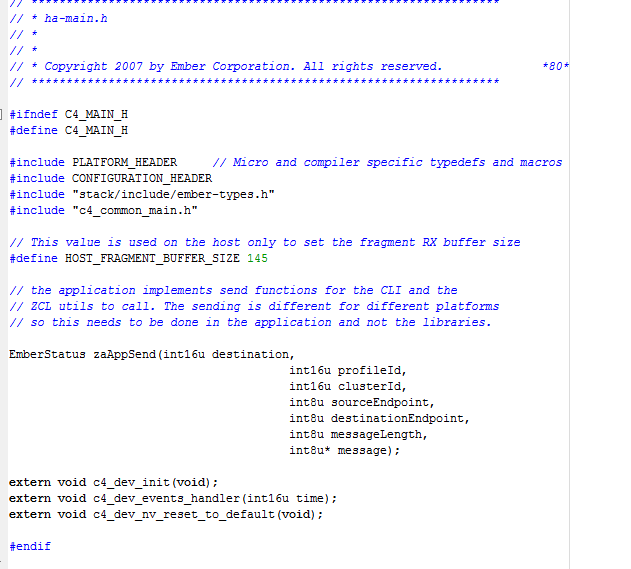 // *******************************************************************
// * ha-main.h
// *
// *
// * Copyright 2007 by Ember Corporation. All rights reserved.              *80*
// *******************************************************************
#ifndef C4_MAIN_H
#define C4_MAIN_H
#include PLATFORM_HEADER     // Micro and compiler specific typedefs and macros
#include CONFIGURATION_HEADER
#include "stack/include/ember-types.h"
#include "c4_common_main.h"
// This value is used on the host only to set the fragment RX buffer size
#define HOST_FRAGMENT_BUFFER_SIZE 145
// the application implements send functions for the CLI and the
// ZCL utils to call. The sending is different for different platforms
// so this needs to be done in the application and not the libraries.
EmberStatus zaAppSend(int16u destination,
                                        int16u profileId,
                                        int16u clusterId,
                                        int8u sourceEndpoint,
                                        int8u destinationEndpoint,
                                        int8u messageLength,
                                        int8u* message);
extern void c4_dev_init(void);
extern void c4_dev_events_handler(int16u time);
extern void c4_dev_nv_reset_to_default(void);
#endif